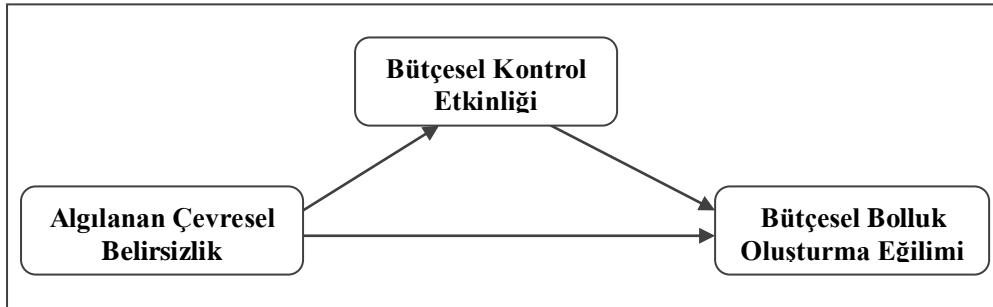 Bütçesel Kontrol
Etkinliği
Algılanan Çevresel
Belirsizlik
Bütçesel Bolluk
Oluşturma Eğilimi